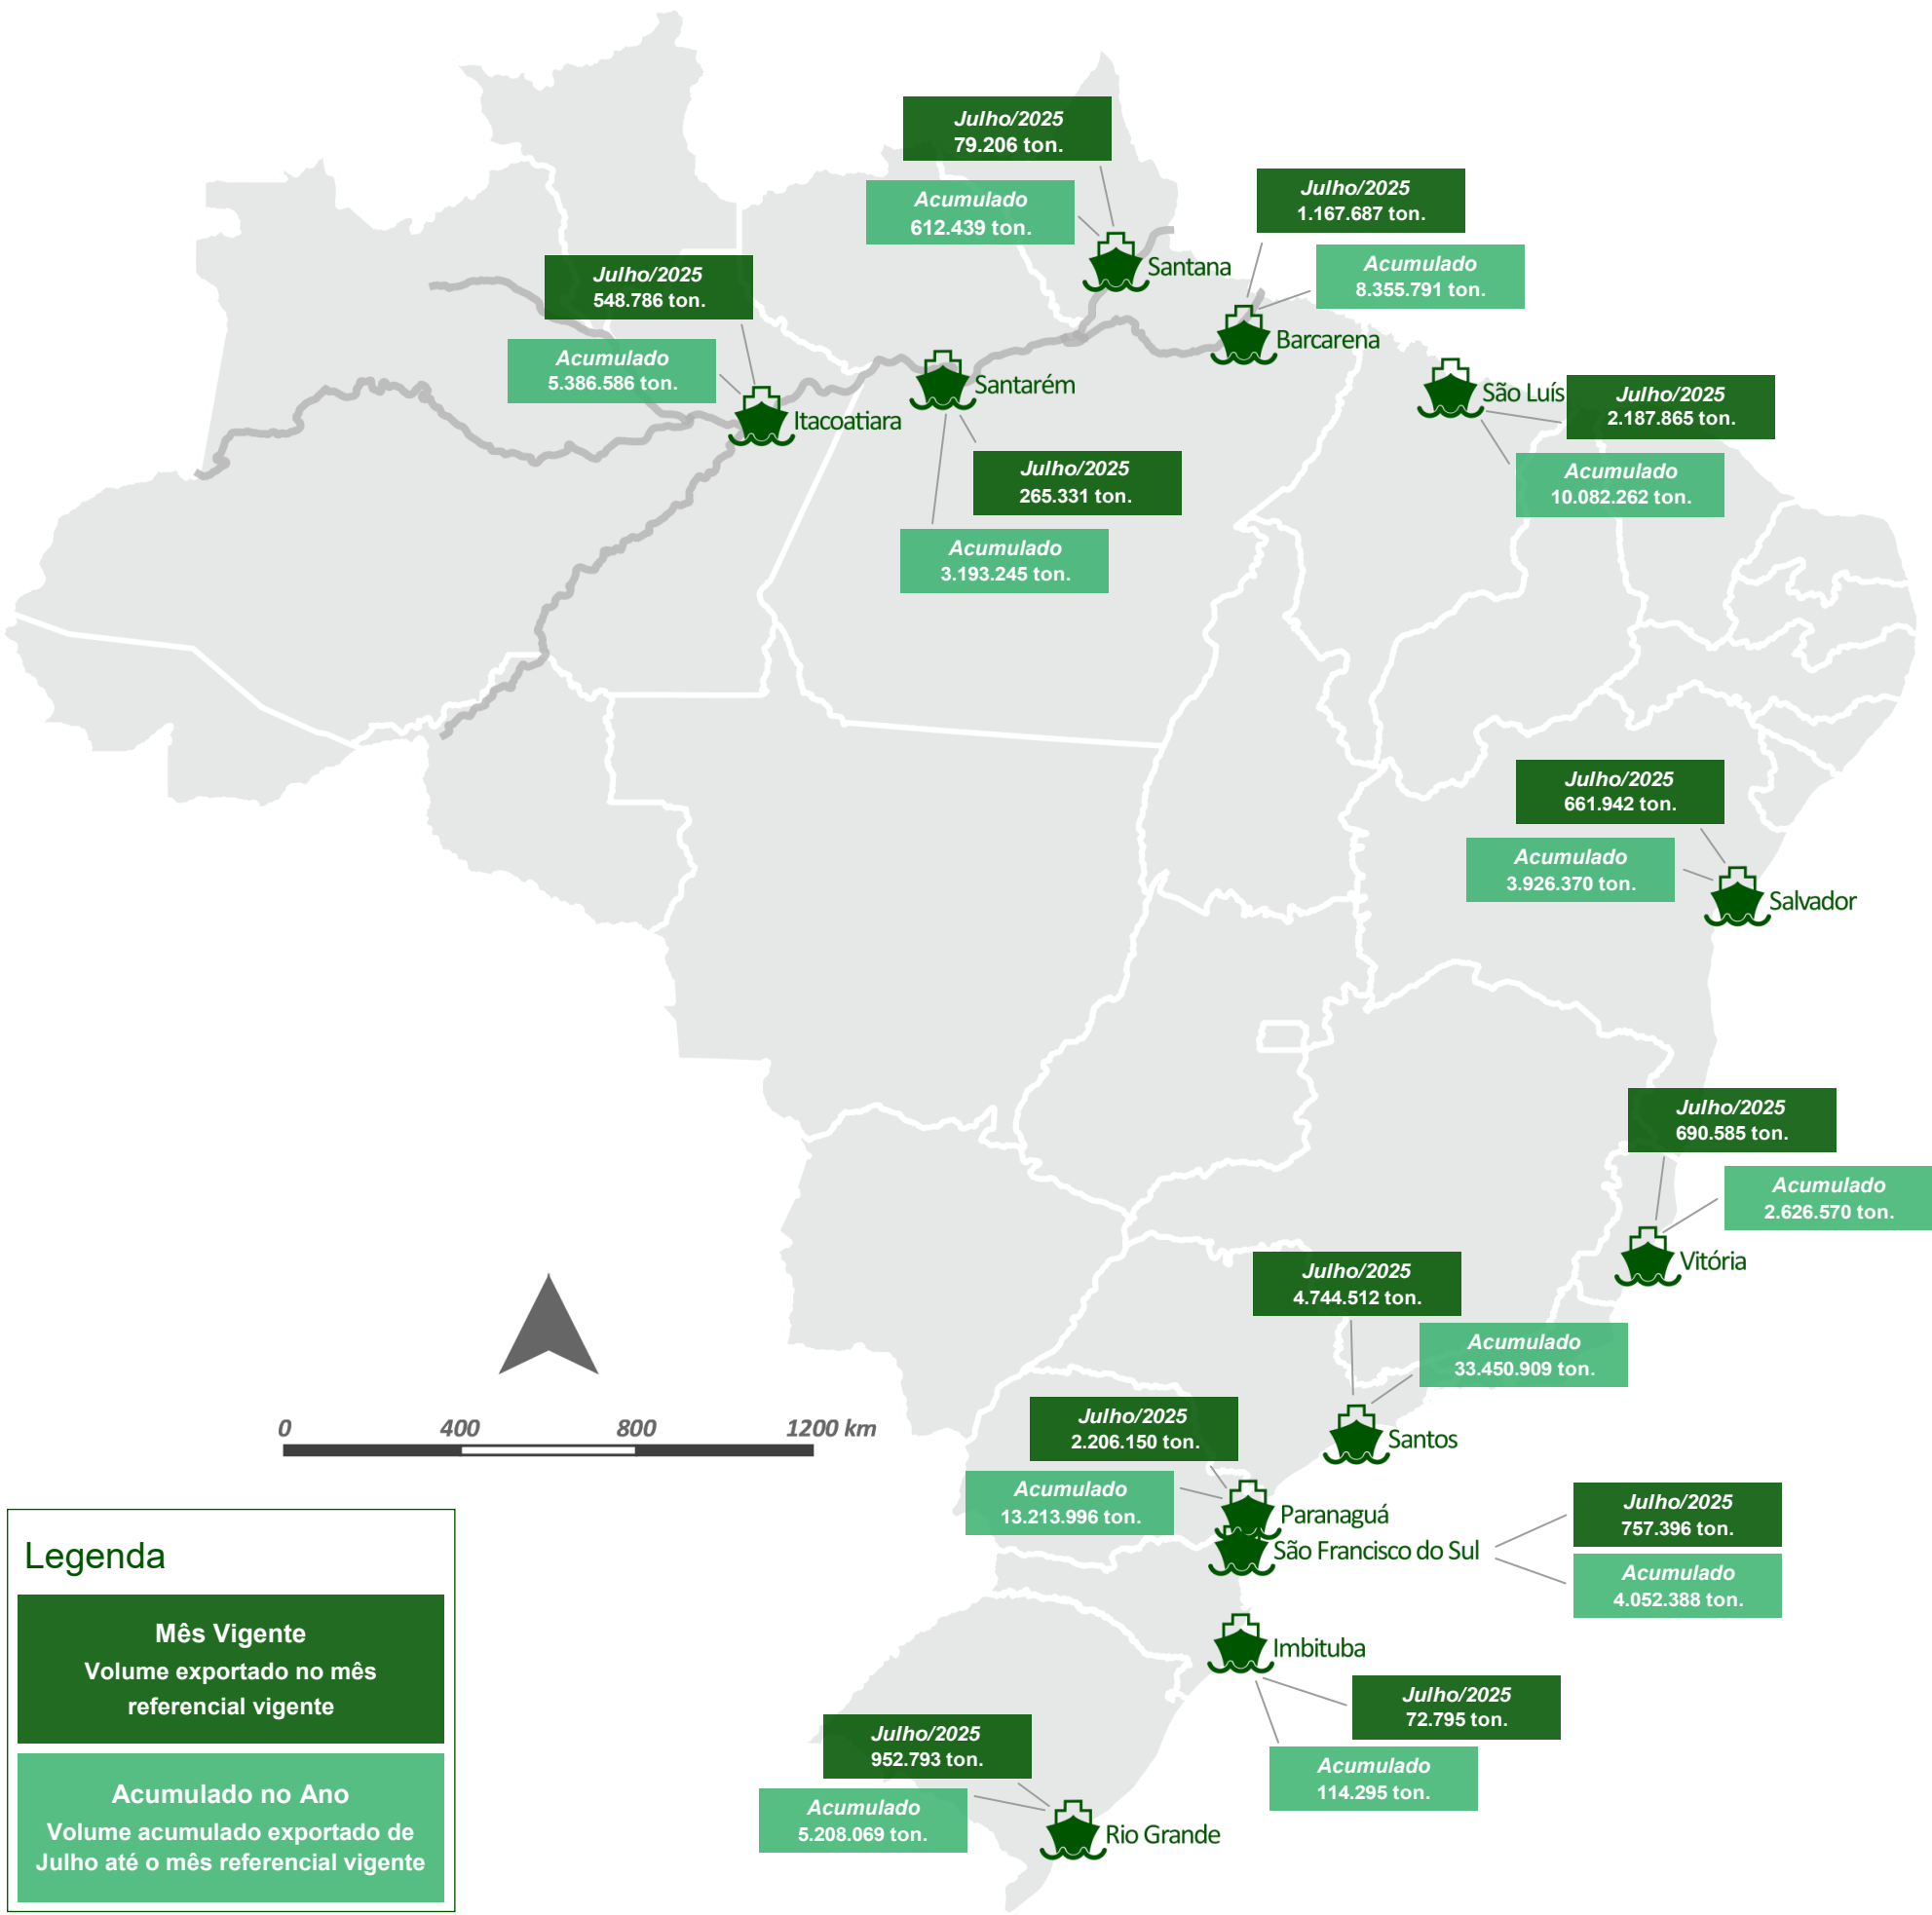 Julho/2025
79.206 ton.
Acumulado
612.439 ton.
Santana
Julho/2025
1.167.687 ton.
Acumulado
8.355.791 ton.
Barcarena
Julho/2025
548.786 ton.
Acumulado
5.386.586 ton.
Itacoatiara
Santarém
Julho/2025
265.331 ton.
Acumulado
3.193.245 ton.
São Luís
Julho/2025
2.187.865 ton.
Acumulado
10.082.262 ton.
Julho/2025
661.942 ton.
Acumulado
3.926.370 ton.
Salvador
Julho/2025
690.585 ton.
Acumulado
2.626.570 ton.
Vitória
Julho/2025
4.744.512 ton.
Acumulado
33.450.909 ton.
Santos
Julho/2025
2.206.150 ton.
Acumulado
13.213.996 ton.
Paranaguá
São Francisco do Sul
Julho/2025
757.396 ton.
Acumulado
4.052.388 ton.
Imbituba
Julho/2025
72.795 ton.
Acumulado
114.295 ton.
Julho/2025
952.793 ton.
Acumulado
5.208.069 ton.
Rio Grande
0 400 800 1200 km
Legenda
Mês Vigente
Volume exportado no mês
referencial vigente
Acumulado no Ano
Volume acumulado exportado de
Julho até o mês referencial vigente